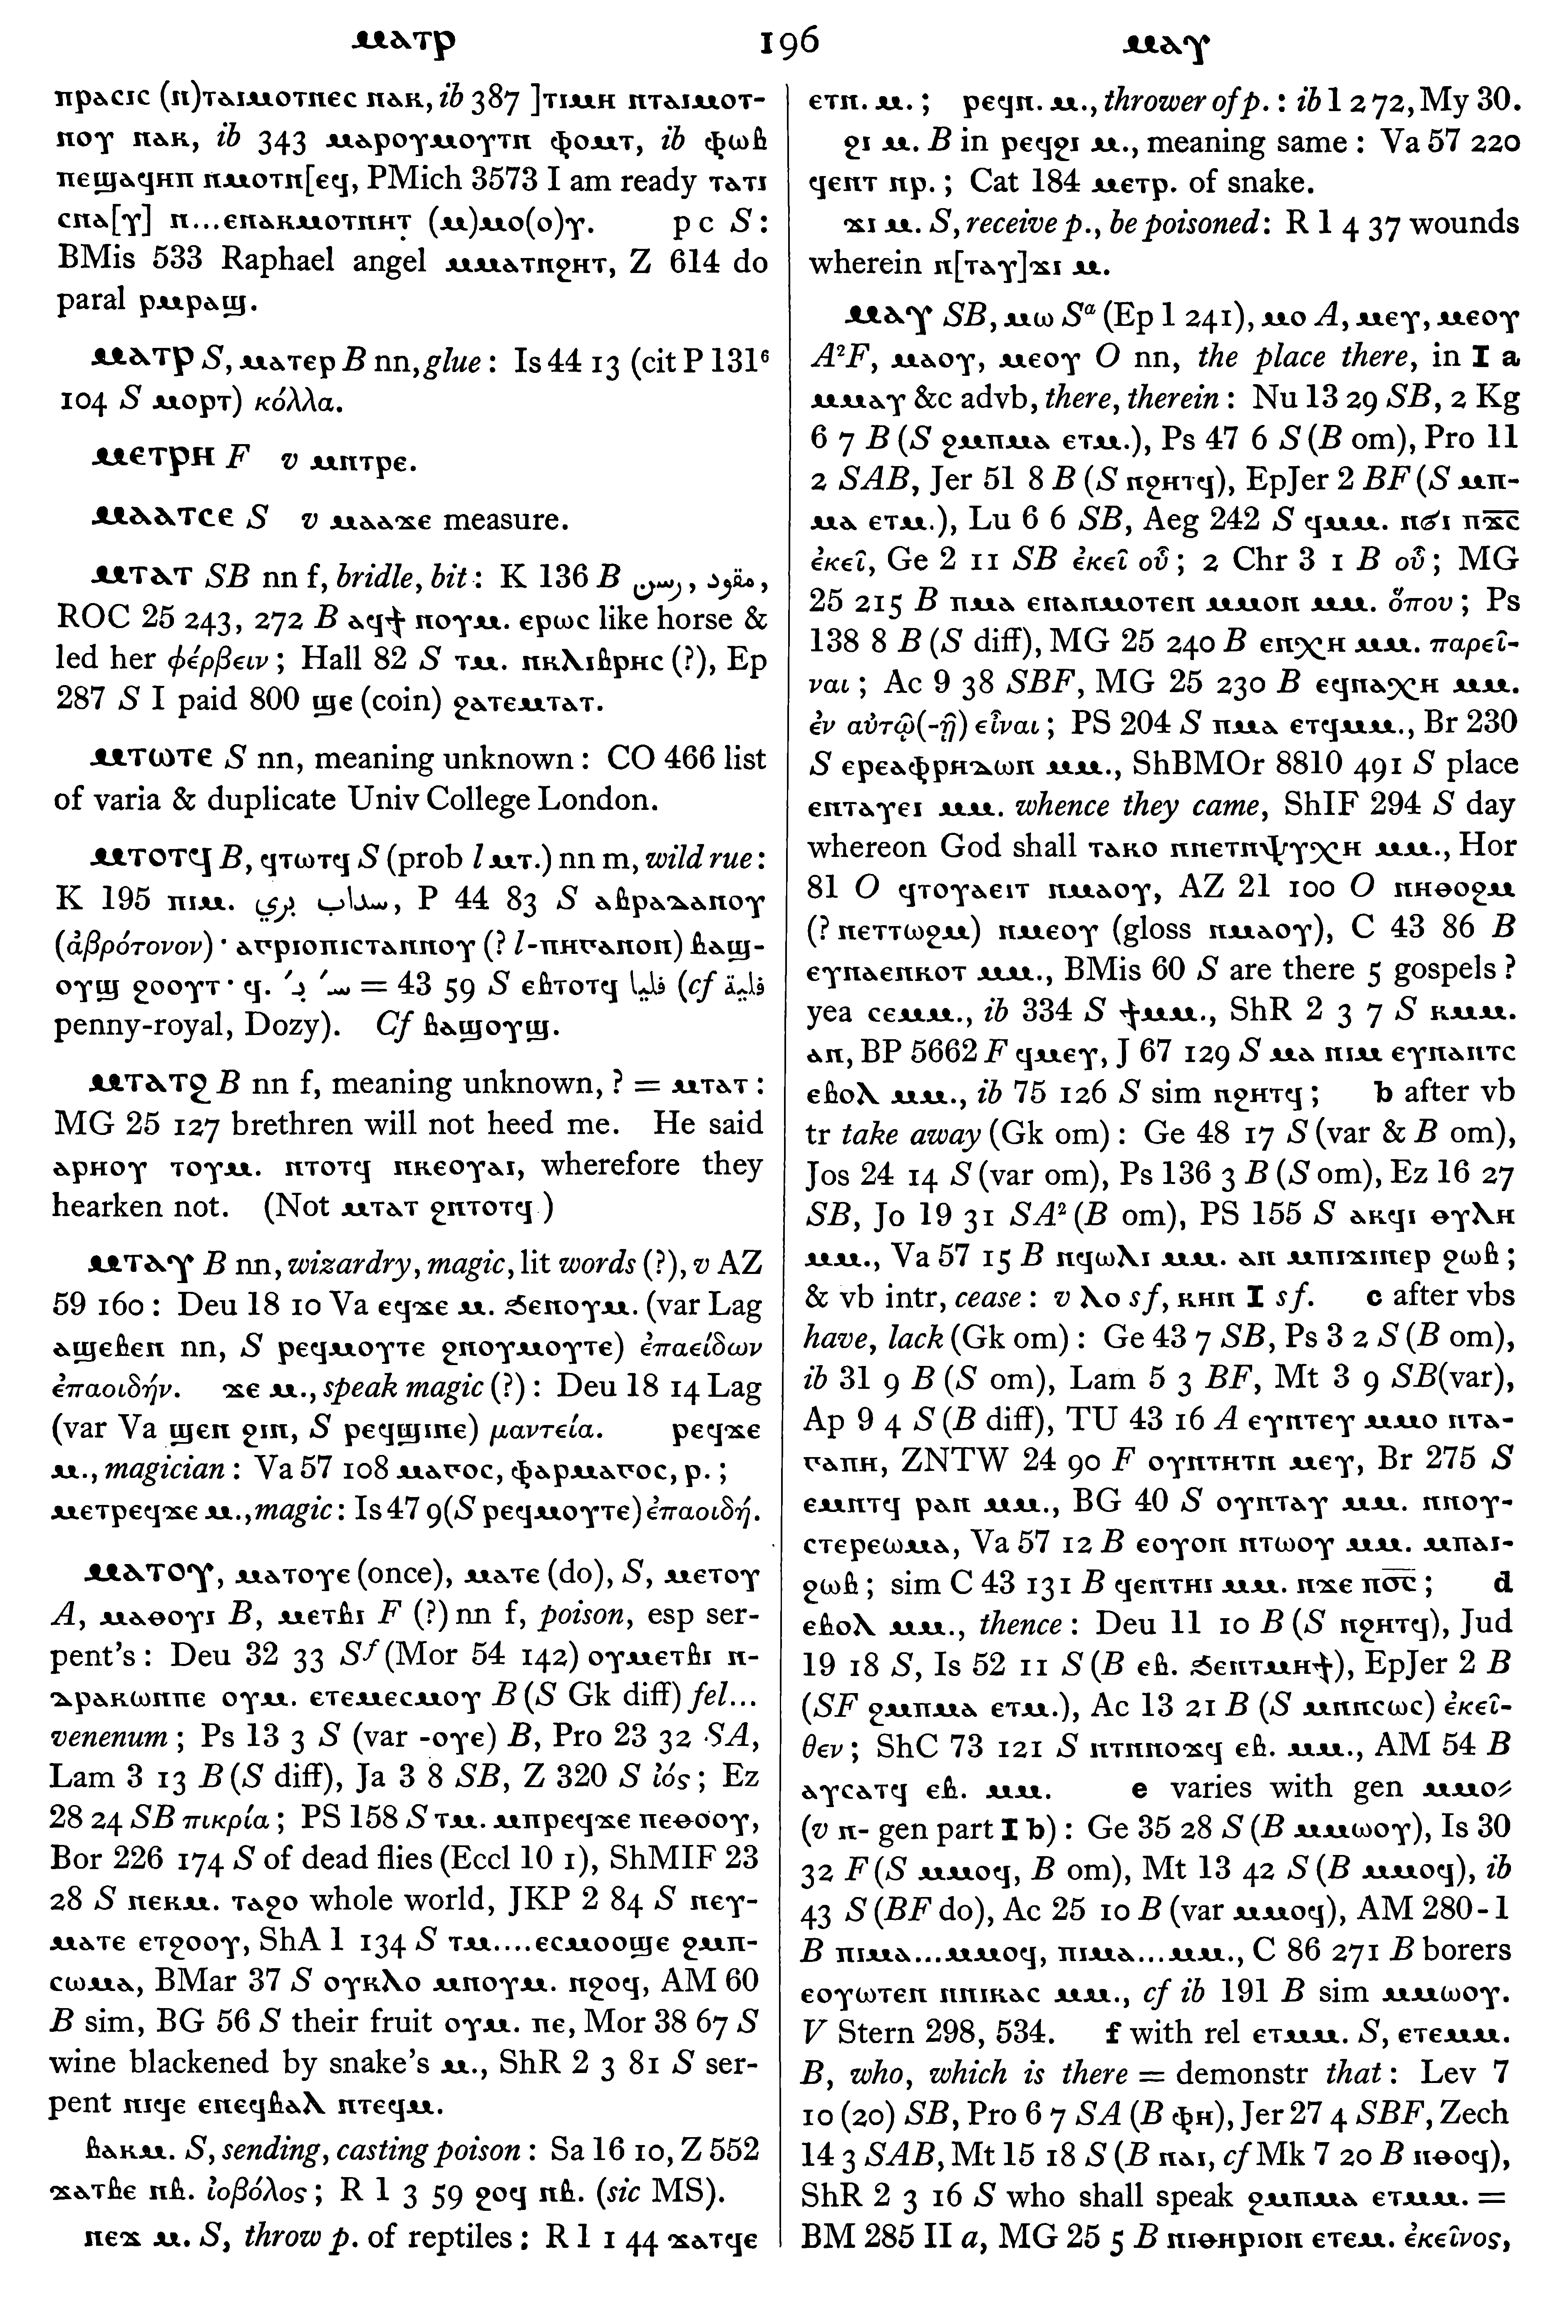 ⲙⲁⲧⲣ 196 ⲙⲁⲩ
ⲡⲣⲁⲥⲓⲥ (ⲛ)ⲧⲁⲓⲙⲟⲧⲛⲉⲥ ⲛⲁⲕ, ib 387 ]ⲧⲓⲙⲏ ⲛⲧⲁⲓⲙⲟⲧ-
ⲛⲟⲩ ⲛⲁⲕ, ib 343 ⲙⲁⲣⲟⲩⲙⲟⲩⲧⲛ ⲫⲟⲙⲧ, ib ⲫⲱⲃ
ⲛⲉϣⲁϥⲏⲡ ⲛⲙⲟⲧⲛ[ⲉϥ, PMich 3573 I am ready ⲧⲁⲧⲓ
ⲥⲛⲁ[ⲩ] ⲛ...ⲉⲛⲁⲕⲙⲟⲧⲛⲏⲧ (ⲙ)ⲙⲟ(ⲟ)ⲩ. p c S:
BMis 533 Raphael angel ⲙⲙⲁⲧⲛϩⲏⲧ, Z 614 do
paral ⲣⲙⲣⲁϣ.
ⲙⲁⲧⲣ S, ⲙⲁⲧⲉⲣ B nn, glue: Is 44 13 (cit P 131⁶
104 S ⲙⲟⲣⲧ) κόλλα.
ⲙⲉⲧⲣⲏ F v ⲙⲛⲧⲣⲉ.
ⲙⲁⲁⲧⲥⲉ S v ⲙⲁⲁϫⲉ measure.
ⲙⲧⲁⲧ SB nn f, bridle, bit: K 136 B مقود , رسن,
ROC 25 243, 272 B ⲁϥϯ ⲛⲟⲩⲙ. ⲉⲣⲱⲥ like horse &
led her φέρβειν; Hall 82 S ⲧⲙ. ⲛⲕⲗⲓⲃⲣⲏⲥ (?), Ep
287 S I paid 800 ϣⲉ (coin) ϩⲁⲧⲉⲙⲧⲁⲧ.
ⲙⲧⲱⲧⲉ S nn, meaning unknown: CO 466 list
of varia & duplicate Univ College London.
ⲙⲧⲟⲧϥ B, ϥⲧⲱⲧϥ S (prob l ⲙⲧ.) nn m, wild rue:
K 195 ⲡⲓⲙ. سداب بري, P 44 83 S ⲁⲃⲣⲁϫⲁⲛⲟⲩ
(ἀβρότονον) · ⲁⲅⲣⲓⲟⲡⲓⲥⲧⲁⲛⲛⲟⲩ (? l -ⲡⲏⲅⲁⲛⲟⲛ) ⲃⲁϣ-
ⲟⲩϣ ϩⲟⲟⲩⲧ · ϥ. = 43 59 S ⲉⲃⲧⲟⲧϥ فليا (cf فلية
penny-royal, Dozy). Cf ⲃⲁϣⲟⲩϣ.
ⲙⲧⲁⲧϩ B nn f, meaning unknown, ? = ⲙⲧⲁⲧ:
MG 25 127 brethren will not heed me. He said
ⲁⲣⲏⲟⲩ ⲧⲟⲩⲙ. ⲛⲧⲟⲧϥ ⲛⲕⲉⲟⲩⲁⲓ, wherefore they
hearken not. (Not ⲙⲧⲁⲧ ϩⲛⲧⲟⲧϥ)
ⲙⲧⲁⲩ B nn, wizardry, magic, lit words (?), v AZ
59 160: Deu 18 10 Va ⲉϥϫⲉ ⲙ. ϧⲉⲛⲟⲩⲙ. (var Lag
ⲁϣⲉⲃⲉⲛ nn, S ⲣⲉϥⲙⲟⲩⲧⲉ ϩⲛⲟⲩⲙⲟⲩⲧⲉ) ἐπαείδων
ἐπαοιδήν. ϫⲉ ⲙ., speak magic (?): Deu 18 14 Lag
(var Va ϣⲉⲛ ϩⲓⲛ, S ⲣⲉϥϣⲓⲛⲉ) μαντεία. ⲣⲉϥϫⲉ
ⲙ., magician: Va 57 108 ⲙⲁⲅⲟⲥ, ⲫⲁⲣⲙⲁⲅⲟⲥ, ⲣ.;
ⲙⲉⲧⲣⲉϥϫⲉ ⲙ., magic: Is 47 9 (S ⲣⲉϥⲙⲟⲩⲧⲉ) ἐπαοιδή.
ⲙⲁⲧⲟⲩ, ⲙⲁⲧⲟⲩⲉ (once), ⲙⲁⲧⲉ (do), S, ⲙⲉⲧⲟⲩ
A, ⲙⲁⲑⲟⲩⲓ B, ⲙⲉⲧⲃⲓ F (?) nn f, poison, esp ser-
pent's: Deu 32 33 Sf (Mor 54 142) ⲟⲩⲙⲉⲧⲃⲓ ⲛ-
ⲇⲣⲁⲕⲱⲛⲛⲉ ⲟⲩⲙ. ⲉⲧⲉⲙⲉⲥⲙⲟⲩ B (S Gk diff) fel...
venenum; Ps 13 3 S (var -ⲟⲩⲉ) B, Pro 23 32 SA,
Lam 3 13 B (S diff), Ja 3 8 SB, Z 320 S ἰός; Ez
28 24 SB πικρία; PS 158 S ⲧⲙ. ⲙⲡⲣⲉϥϫⲉ ⲡⲉⲑⲟⲟⲩ,
Bor 226 174 S of dead flies (Eccl 10 1), ShMIF 23
28 S ⲡⲉⲕⲙ. ⲧⲁϩⲟ whole world, JKP 2 84 S ⲡⲉⲩ-
ⲙⲁⲧⲉ ⲉⲧϩⲟⲟⲩ, ShA 1 134 S ⲧⲙ....ⲉⲥⲙⲟⲟϣⲉ ϩⲙⲡ-
ⲥⲱⲙⲁ, BMar 37 S ⲟⲩⲕⲗⲟ ⲙⲡⲟⲩⲙ. ⲛϩⲟϥ, AM 60
B sim, BG 56 S their fruit ⲟⲩⲙ. ⲡⲉ, Mor 38 67 S
wine blackened by snake's ⲙ., ShR 2 3 81 S ser-
pent ⲛⲓϥⲉ ⲉⲡⲉϥⲃⲁⲗ ⲛⲧⲉϥⲙ.
ⲃⲁⲕⲙ. S, sending, casting poison: Sa 16 10, Z 552
ϫⲁⲧⲃⲉ ⲛⲃ. ἰοβόλος; R 1 3 59 ϩⲟϥ ⲛⲃ. (sic MS).
ⲛⲉϫ ⲙ. S, throw p. of reptiles: R 1 1 44 ϫⲁⲧϥⲉ
ⲉⲧⲛ. ⲙ.; ⲣⲉϥⲛ. ⲙ., thrower of p.: ib 1 2 72, My 30.
ϩⲓ ⲙ. B in ⲣⲉϥϩⲓ ⲙ., meaning same: Va 57 220
ϥⲉⲛⲧ ⲛⲣ.; Cat 184 ⲙⲉⲧⲣ. of snake.
ϫⲓ ⲙ. S, receive p., be poisoned: R 1 4 37 wounds
wherein ⲛ[ⲧⲁⲩ]ϫⲓ ⲙ.
ⲙⲁⲩ SB, ⲙⲱ Sᵃ (Ep 1 241), ⲙⲟ A, ⲙⲉⲩ, ⲙⲉⲟⲩ
A²F, ⲙⲁⲟⲩ, ⲙⲉⲟⲩ O nn, the place there, in I a
ⲙⲙⲁⲩ &c advb, there, therein: Nu 13 29 SB, 2 Kg
6 7 B (S ϩⲙⲡⲙⲁ ⲉⲧⲙ.), Ps 47 6 S (B om), Pro 11
2 SAB, Jer 51 8 B (S ⲛϩⲏⲧϥ), EpJer 2 BF (S ⲙⲡ-
ⲙⲁ ⲉⲧⲙ.), Lu 6 6 SB, Aeg 242 S ϥⲙⲙ. ⲛϭⲓ ⲡϫ̅ⲥ̅
ἐκεῖ, Ge 2 11 SB ἐκεῖ οὗ; 2 Chr 3 1 B οὗ; MG
25 215 B ⲡⲙⲁ ⲉⲛⲁⲛⲙⲟⲧⲉⲛ ⲙⲙⲟⲛ ⲙⲙ. ὅπου; Ps
138 8 B (S diff), MG 25 240 B ⲉⲛⲭⲏ ⲙⲙ. παρεῖ-
ναι; Ac 9 38 SBF, MG 25 230 B ⲉϥⲛⲁⲭⲏ ⲙⲙ.
ἐν αὐτῷ(-ῇ) εἶναι; PS 204 S ⲡⲙⲁ ⲉⲧϥⲙⲙ., Br 230
S ⲉⲣⲉⲁⲫⲣⲏⲇⲱⲛ ⲙⲙ., ShBMOr 8810 491 S place
ⲉⲛⲧⲁⲩⲉⲓ ⲙⲙ. whence they came, ShIF 294 S day
whereon God shall ⲧⲁⲕⲟ ⲛⲛⲉⲧⲙⲯⲩⲭⲏ ⲙⲙ., Hor
81 O ϥⲧⲟⲩⲁⲉⲓⲧ ⲛⲙⲁⲟⲩ, AZ 21 100 O ⲡⲏⲑⲟϩⲙ
(? ⲡⲉⲧⲧⲱϩⲙ) ⲛⲙⲉⲟⲩ (gloss ⲛⲙⲁⲟⲩ), C 43 86 B
ⲉⲩⲛⲁⲉⲛⲕⲟⲧ ⲙⲙ., BMis 60 S are there 5 gospels?
yea ⲥⲉⲙⲙ., ib 334 S ϯⲙⲙ., ShR 2 3 7 S ⲕⲙⲙ.
ⲁⲛ, BP 5662 F ϥⲙⲉⲩ, J 67 129 S ⲙⲁ ⲛⲓⲙ ⲉⲩⲛⲁⲛⲧⲥ
ⲉⲃⲟⲗ ⲙⲙ., ib 75 126 S sim ⲛϩⲏⲧϥ; b after vb
tr take away (Gk om): Ge 48 17 S (var & B om),
Jos 24 14 S (var om), Ps 136 3 B (S om), Ez 16 27
SB, Jo 19 31 SA² (B om), PS 155 S ⲁⲕϥⲓ ⲑⲩⲗⲏ
ⲙⲙ., Va 57 15 B ⲛϥⲱⲗⲓ ⲙⲙ. ⲁⲛ ⲙⲡⲓϫⲓⲛⲉⲣ ϩⲱⲃ;
& vb intr, cease: v ⲗⲟ sf, ⲕⲏⲛ I sf. c after vbs
have, lack (Gk om): Ge 43 7 SB, Ps 3 2 S (B om),
ib 31 9 B (S om), Lam 5 3 BF, Mt 3 9 SB(var),
Ap 9 4 S (B diff), TU 43 16 A ⲉⲩⲛⲧⲉⲩ ⲙⲙⲟ ⲛⲧⲁ-
ⲅⲁⲡⲏ, ZNTW 24 90 F ⲟⲩⲛⲧⲏⲧⲛ ⲙⲉⲩ, Br 275 S
ⲉⲙⲛⲧϥ ⲣⲁⲛ ⲙⲙ., BG 40 S ⲟⲩⲛⲧⲁⲩ ⲙⲙ. ⲛⲛⲟⲩ-
ⲥⲧⲉⲣⲉⲱⲙⲁ, Va 57 12 B ⲉⲟⲩⲟⲛ ⲛⲧⲱⲟⲩ ⲙⲙ. ⲙⲡⲁⲓ-
ϩⲱⲃ; sim C 43 131 B ϥⲉⲛⲧⲏⲓ ⲙⲙ. ⲛϫⲉ ⲡⲟ̅ⲥ̅; d
ⲉⲃⲟⲗ ⲙⲙ., thence: Deu 11 10 B (S ⲛϩⲏⲧϥ), Jud
19 18 S, Is 52 11 S (B ⲉⲃ. ϧⲉⲛⲧⲙⲏϯ), EpJer 2 B
(SF ϩⲙⲡⲙⲁ ⲉⲧⲙ.), Ac 13 21 B (S ⲙⲛⲛⲥⲱⲥ) ἐκεῖ-
θεν; ShC 73 121 S ⲛⲧⲛⲛⲟϫϥ ⲉⲃ. ⲙⲙ., AM 54 B
ⲁⲩⲥⲁⲧϥ ⲉⲃ. ⲙⲙ. e varies with gen ⲙⲙⲟ⸗
(v ⲛ- gen part I b): Ge 35 28 S (B ⲙⲙⲱⲟⲩ), Is 30
32 F (S ⲙⲙⲟϥ, B om), Mt 13 42 S (B ⲙⲙⲟϥ), ib
43 S (BF do), Ac 25 10 B (var ⲙⲙⲟϥ), AM 280-1
B ⲡⲓⲙⲁ...ⲙⲙⲟϥ, ⲡⲓⲙⲁ...ⲙⲙ., C 86 271 B borers
ⲉⲟⲩⲱⲧⲉⲛ ⲛⲛⲓⲕⲁⲥ ⲙⲙ., cf ib 191 B sim ⲙⲙⲱⲟⲩ.
V Stern 298, 534. f with rel ⲉⲧⲙⲙ. S, ⲉⲧⲉⲙⲙ.
B, who, which is there = demonstr that: Lev 7
10 (20) SB, Pro 6 7 SA (B ⲫⲏ), Jer 27 4 SBF, Zech
14 3 SAB, Mt 15 18 S (B ⲛⲁⲓ, cf Mk 7 20 B ⲛⲑⲟϥ),
ShR 2 3 16 S who shall speak ϩⲙⲡⲙⲁ ⲉⲧⲙⲙ. =
BM 285 II a, MG 25 5 B ⲡⲓⲑⲏⲣⲓⲟⲛ ⲉⲧⲉⲙ. ἐκεῖνος,